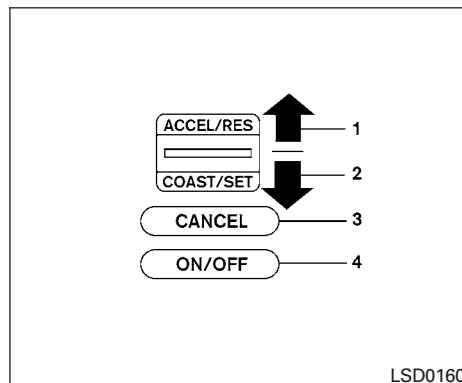 ACCEL/RES
1
2
COAST/SET
CANCEL
3
ON/OFF
4
LSD0160